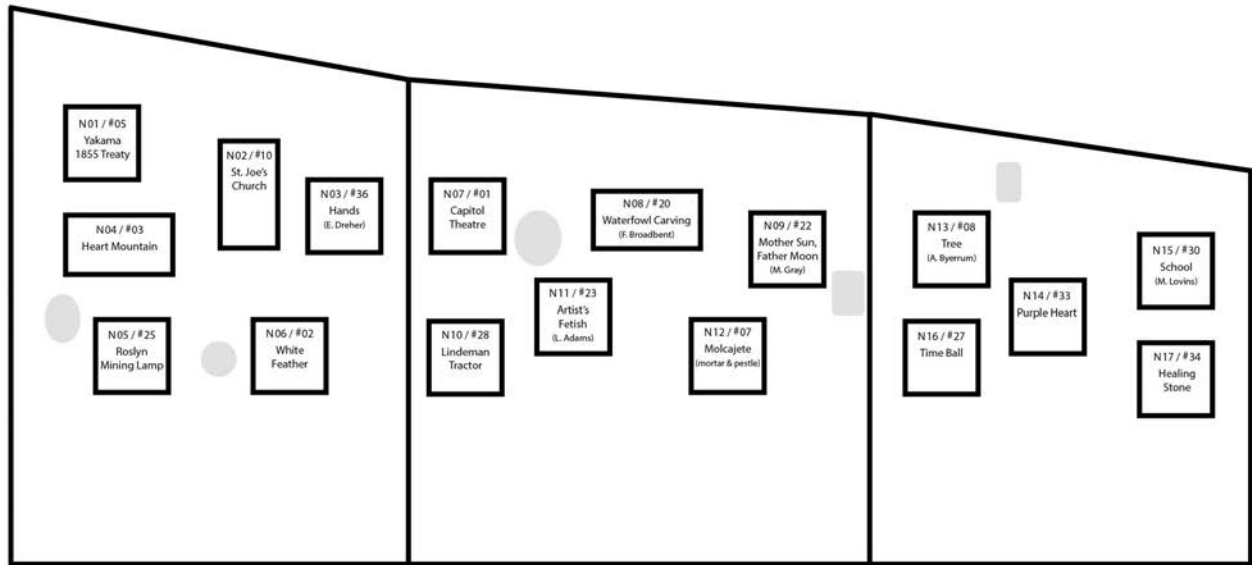 N01 / #05
Yakama
1855 Treaty
N02 / #10
St. Joe's
Church
N03 / #36
Hands
(E. Dreher)
N04 / #03
Heart Mountain
N05 / #25
Roslyn
Mining Lamp
N06 / #02
White
Feather
N07 / #01
Capitol
Theatre
N08 / #20
Waterfowl Carving
(F. Broadbent)
N09 / #22
Mother Sun,
Father Moon
(M. Gray)
N10 / #28
Lindeman
Tractor
N11 / #23
Artist's
Fetish
(L. Adams)
N12 / #07
Molcajete
(mortar & pestle)
N13 / #08
Tree
(A. Byerrum)
N14 / #33
Purple Heart
N15 / #30
School
(M. Lovins)
N16 / #27
Time Ball
N17 / #34
Healing
Stone